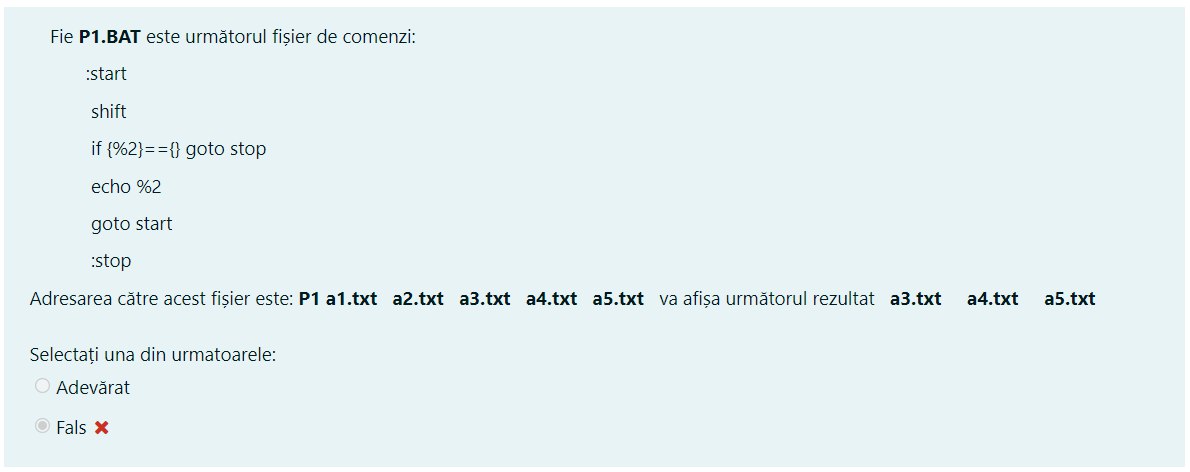 Fie P1.BAT este următorul fișier de comenzi:
:start
shift
if {%2}=={} goto stop
echo %2
goto start
:stop
Adresarea către acest fișier este: P1 a1.txt a2.txt a3.txt a4.txt a5.txt va afișa următorul rezultat a3.txt a4.txt a5.txt
Selectați una din urmatoarele:
Adevărat
Fals